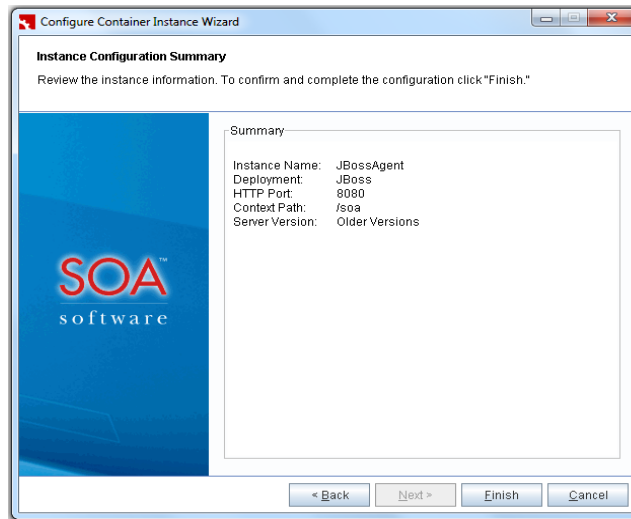 Configure Container Instance Wizard
Instance Configuration Summary
Review the instance information. To confirm and complete the configuration click "Finish."
Summary
Instance Name: JBossAgent
Deployment: JBoss
HTTP Port: 8080
Context Path: /soa
Server Version: Older Versions
SOA™
software
< Back Next > Finish Cancel